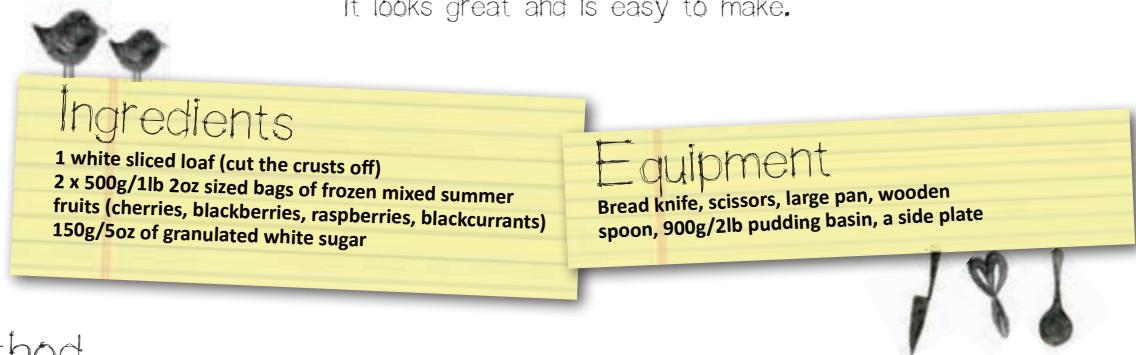 It looks great and is easy to make.
Ingredients
1 white sliced loaf (cut the crusts off)
2 x 500g/1lb 2oz sized bags of frozen mixed summer
fruits (cherries, blackberries, raspberries, blackcurrants)
150g/5oz of granulated white sugar
Equipment
Bread knife, scissors, large pan, wooden
spoon, 900g/2lb pudding basin, a side plate